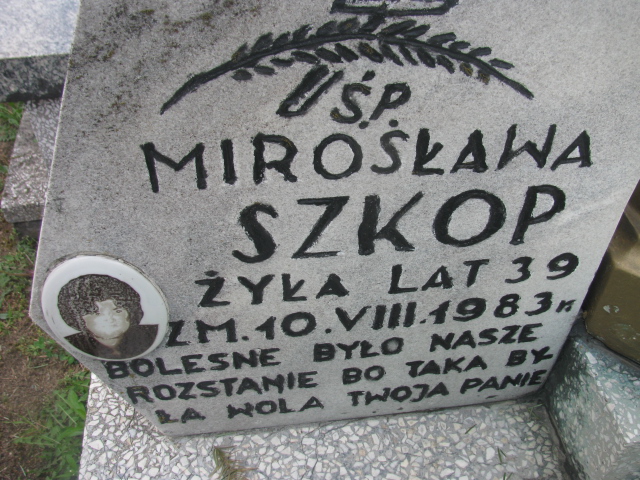 Ś.P.
MIROSŁAWA
SZKOP
ŻYŁA LAT 39
ZM. 10. VIII. 1983 r.
BOLESNE BYŁO NASZE
ROZSTANIE BO TAKA BY-
ŁA WOLA TWOJA PANIE